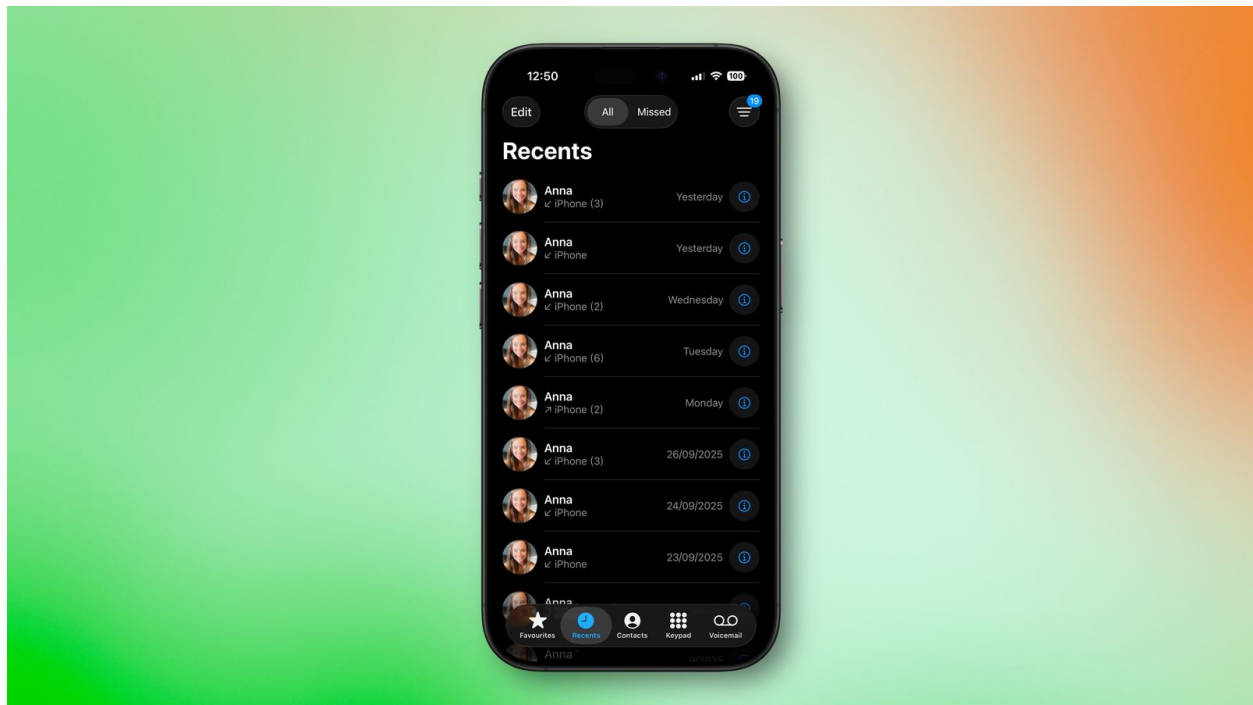 12:50
100
19
Edit
All Missed
Recents
Anna
↙ iPhone (3)
Yesterday
Anna
↙ iPhone
Yesterday
Anna
↙ iPhone (2)
Wednesday
Anna
↙ iPhone (6)
Tuesday
Anna
↗ iPhone (2)
Monday
Anna
↙ iPhone (3)
26/09/2025
Anna
↙ iPhone
24/09/2025
Anna
↙ iPhone
23/09/2025
Anna
Favourites Recents Contacts Keypad Voicemail
Anna
9/2025